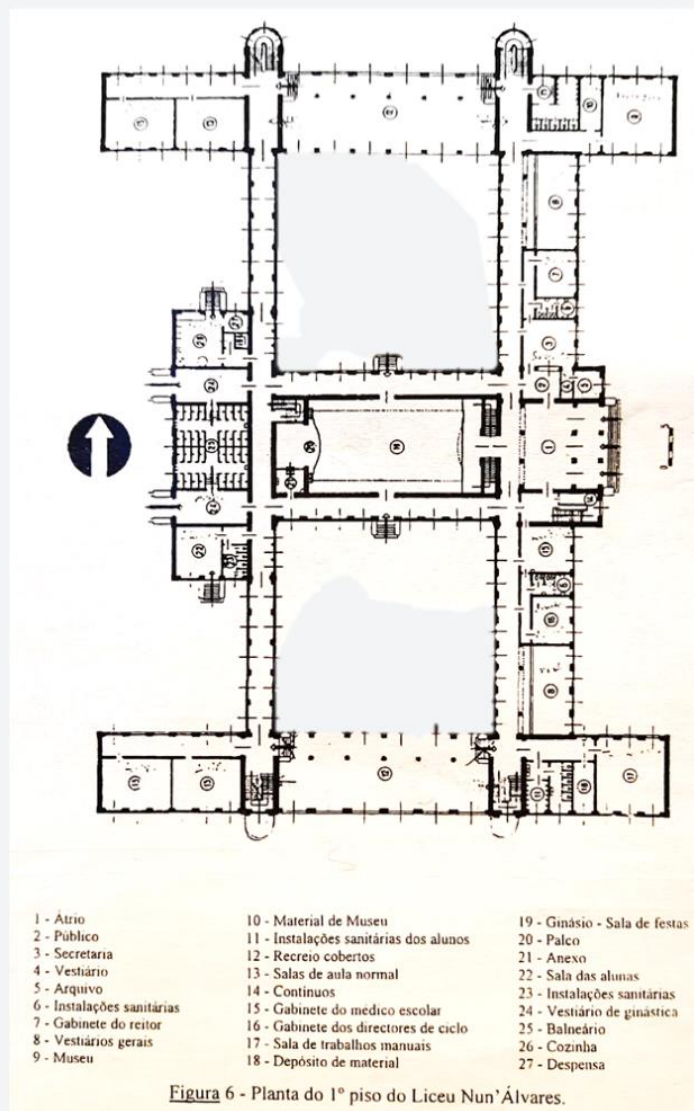 1 - Átrio
2 - Público
3 - Secretaria
4 - Vestiário
5 - Arquivo
6 - Instalações sanitárias
7 - Gabinete do reitor
8 - Vestiários gerais
9 - Museu
10 - Material de Museu
11 - Instalações sanitárias dos alunos
12 - Recreio cobertos
13 - Salas de aula normal
14 - Contínuos
15 - Gabinete do médico escolar
16 - Gabinete dos directores de ciclo
17 - Sala de trabalhos manuais
18 - Depósito de material
19 - Ginásio - Sala de festas
20 - Palco
21 - Anexo
22 - Sala das alunas
23 - Instalações sanitárias
24 - Vestiário de ginástica
25 - Balneário
26 - Cozinha
27 - Despensa
Figura 6 - Planta do 1º piso do Liceu Nun'Álvares.